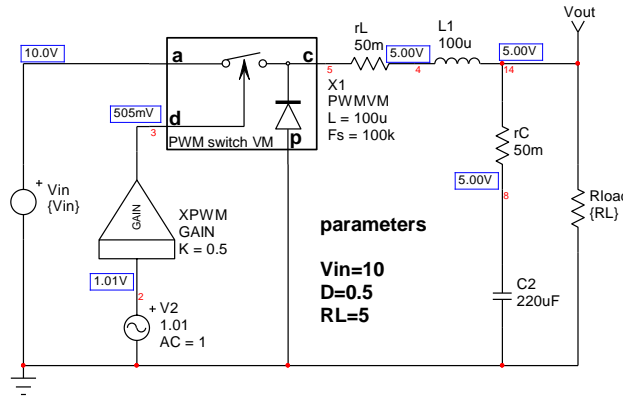 Vout
rL
50m
L1
100u
10.0V
5.00V
5.00V
a
c
5
4
14
X1
PWMVM
L = 100u
Fs = 100k
505mV
3
d
p
PWM switch VM
rC
50m
Vin
{Vin}
GAIN
XPWM
GAIN
K = 0.5
5.00V
8
Rload
{RL}
parameters
1.01V
2
Vin=10
D=0.5
RL=5
V2
1.01
AC = 1
C2
220uF